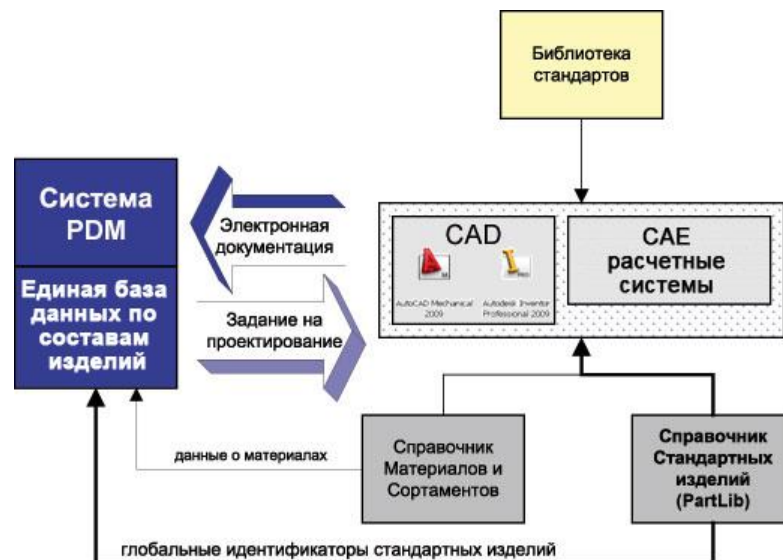 Библиотека
стандартов
Система
PDM
Электронная
документация
CAD
AutoCAD Mechanical
2009
Autodesk Inventor
Professional 2009
CAE
расчетные
системы
Единая база
данных по
составам
изделий
Задание на
проектирование
данные о материалах
Справочник
Материалов и
Сортаментов
Справочник
Стандартных
изделий
(PartLib)
глобальные идентификаторы стандартных изделий